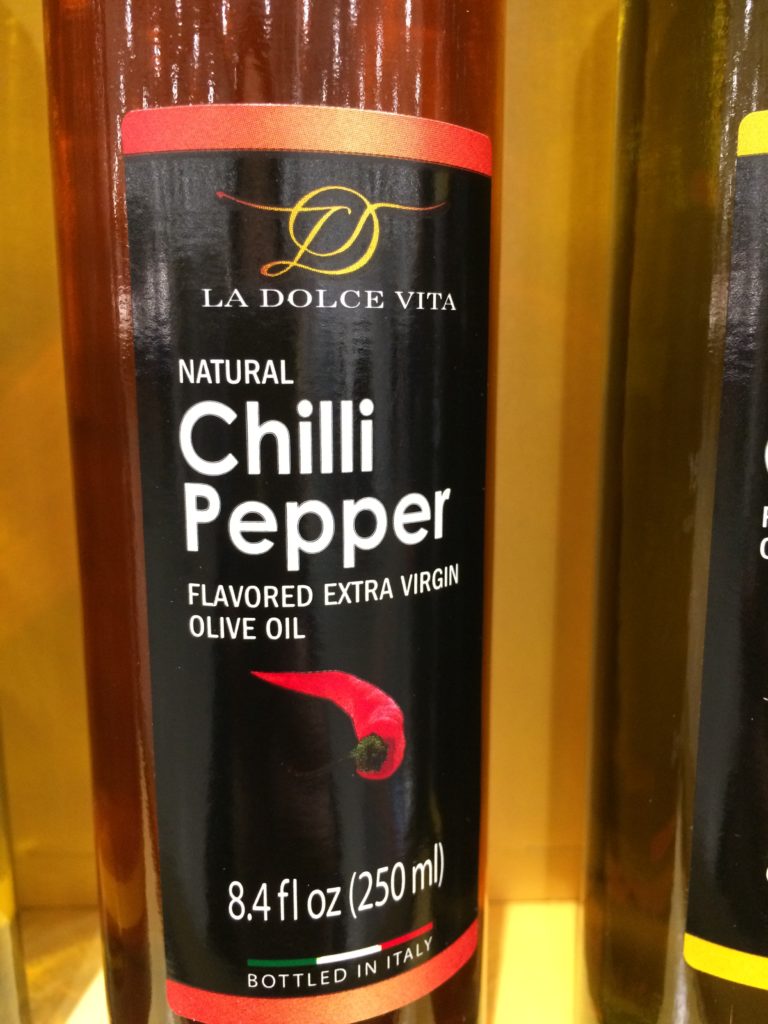 LA DOLCE VITA
NATURAL
Chilli
Pepper
FLAVORED EXTRA VIRGIN
OLIVE OIL
8.4 fl oz (250 ml)
BOTTLED IN ITALY